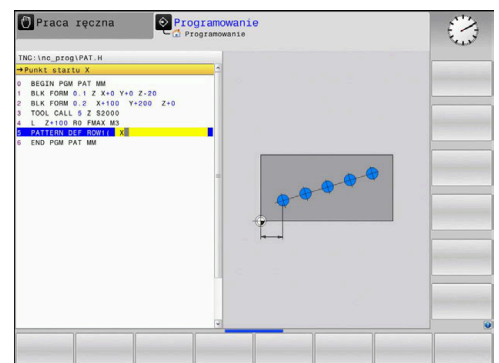 Praca ręczna
Programowanie
Programowanie
TNC:\nc_prog\PAT.H
→Punkt startu X
0 BEGIN PGM PAT MM
1 BLK FORM 0.1 Z X+0 Y+0 Z-20
2 BLK FORM 0.2 X+100 Y+200 Z+0
3 TOOL CALL 5 Z S2000
4 L Z+100 R0 FMAX M3
5 PATTERN DEF ROW1( X
6 END PGM PAT MM